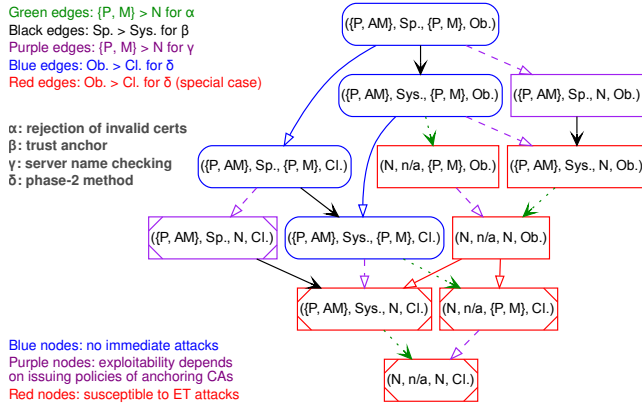 Green edges: {P, M} > N for α
Black edges: Sp. > Sys. for β
Purple edges: {P, M} > N for γ
Blue edges: Ob. > Cl. for δ
Red edges: Ob. > Cl. for δ (special case)
α: rejection of invalid certs
β: trust anchor
γ: server name checking
δ: phase-2 method
({P, AM}, Sp., {P, M}, Ob.)
({P, AM}, Sys., {P, M}, Ob.)
({P, AM}, Sp., N, Ob.)
({P, AM}, Sp., {P, M}, Cl.)
(N, n/a, {P, M}, Ob.)
({P, AM}, Sys., N, Ob.)
({P, AM}, Sp., N, Cl.)
({P, AM}, Sys., {P, M}, Cl.)
(N, n/a, N, Ob.)
({P, AM}, Sys., N, Cl.)
(N, n/a, {P, M}, Cl.)
(N, n/a, N, Cl.)
Blue nodes: no immediate attacks
Purple nodes: exploitability depends
on issuing policies of anchoring CAs
Red nodes: susceptible to ET attacks